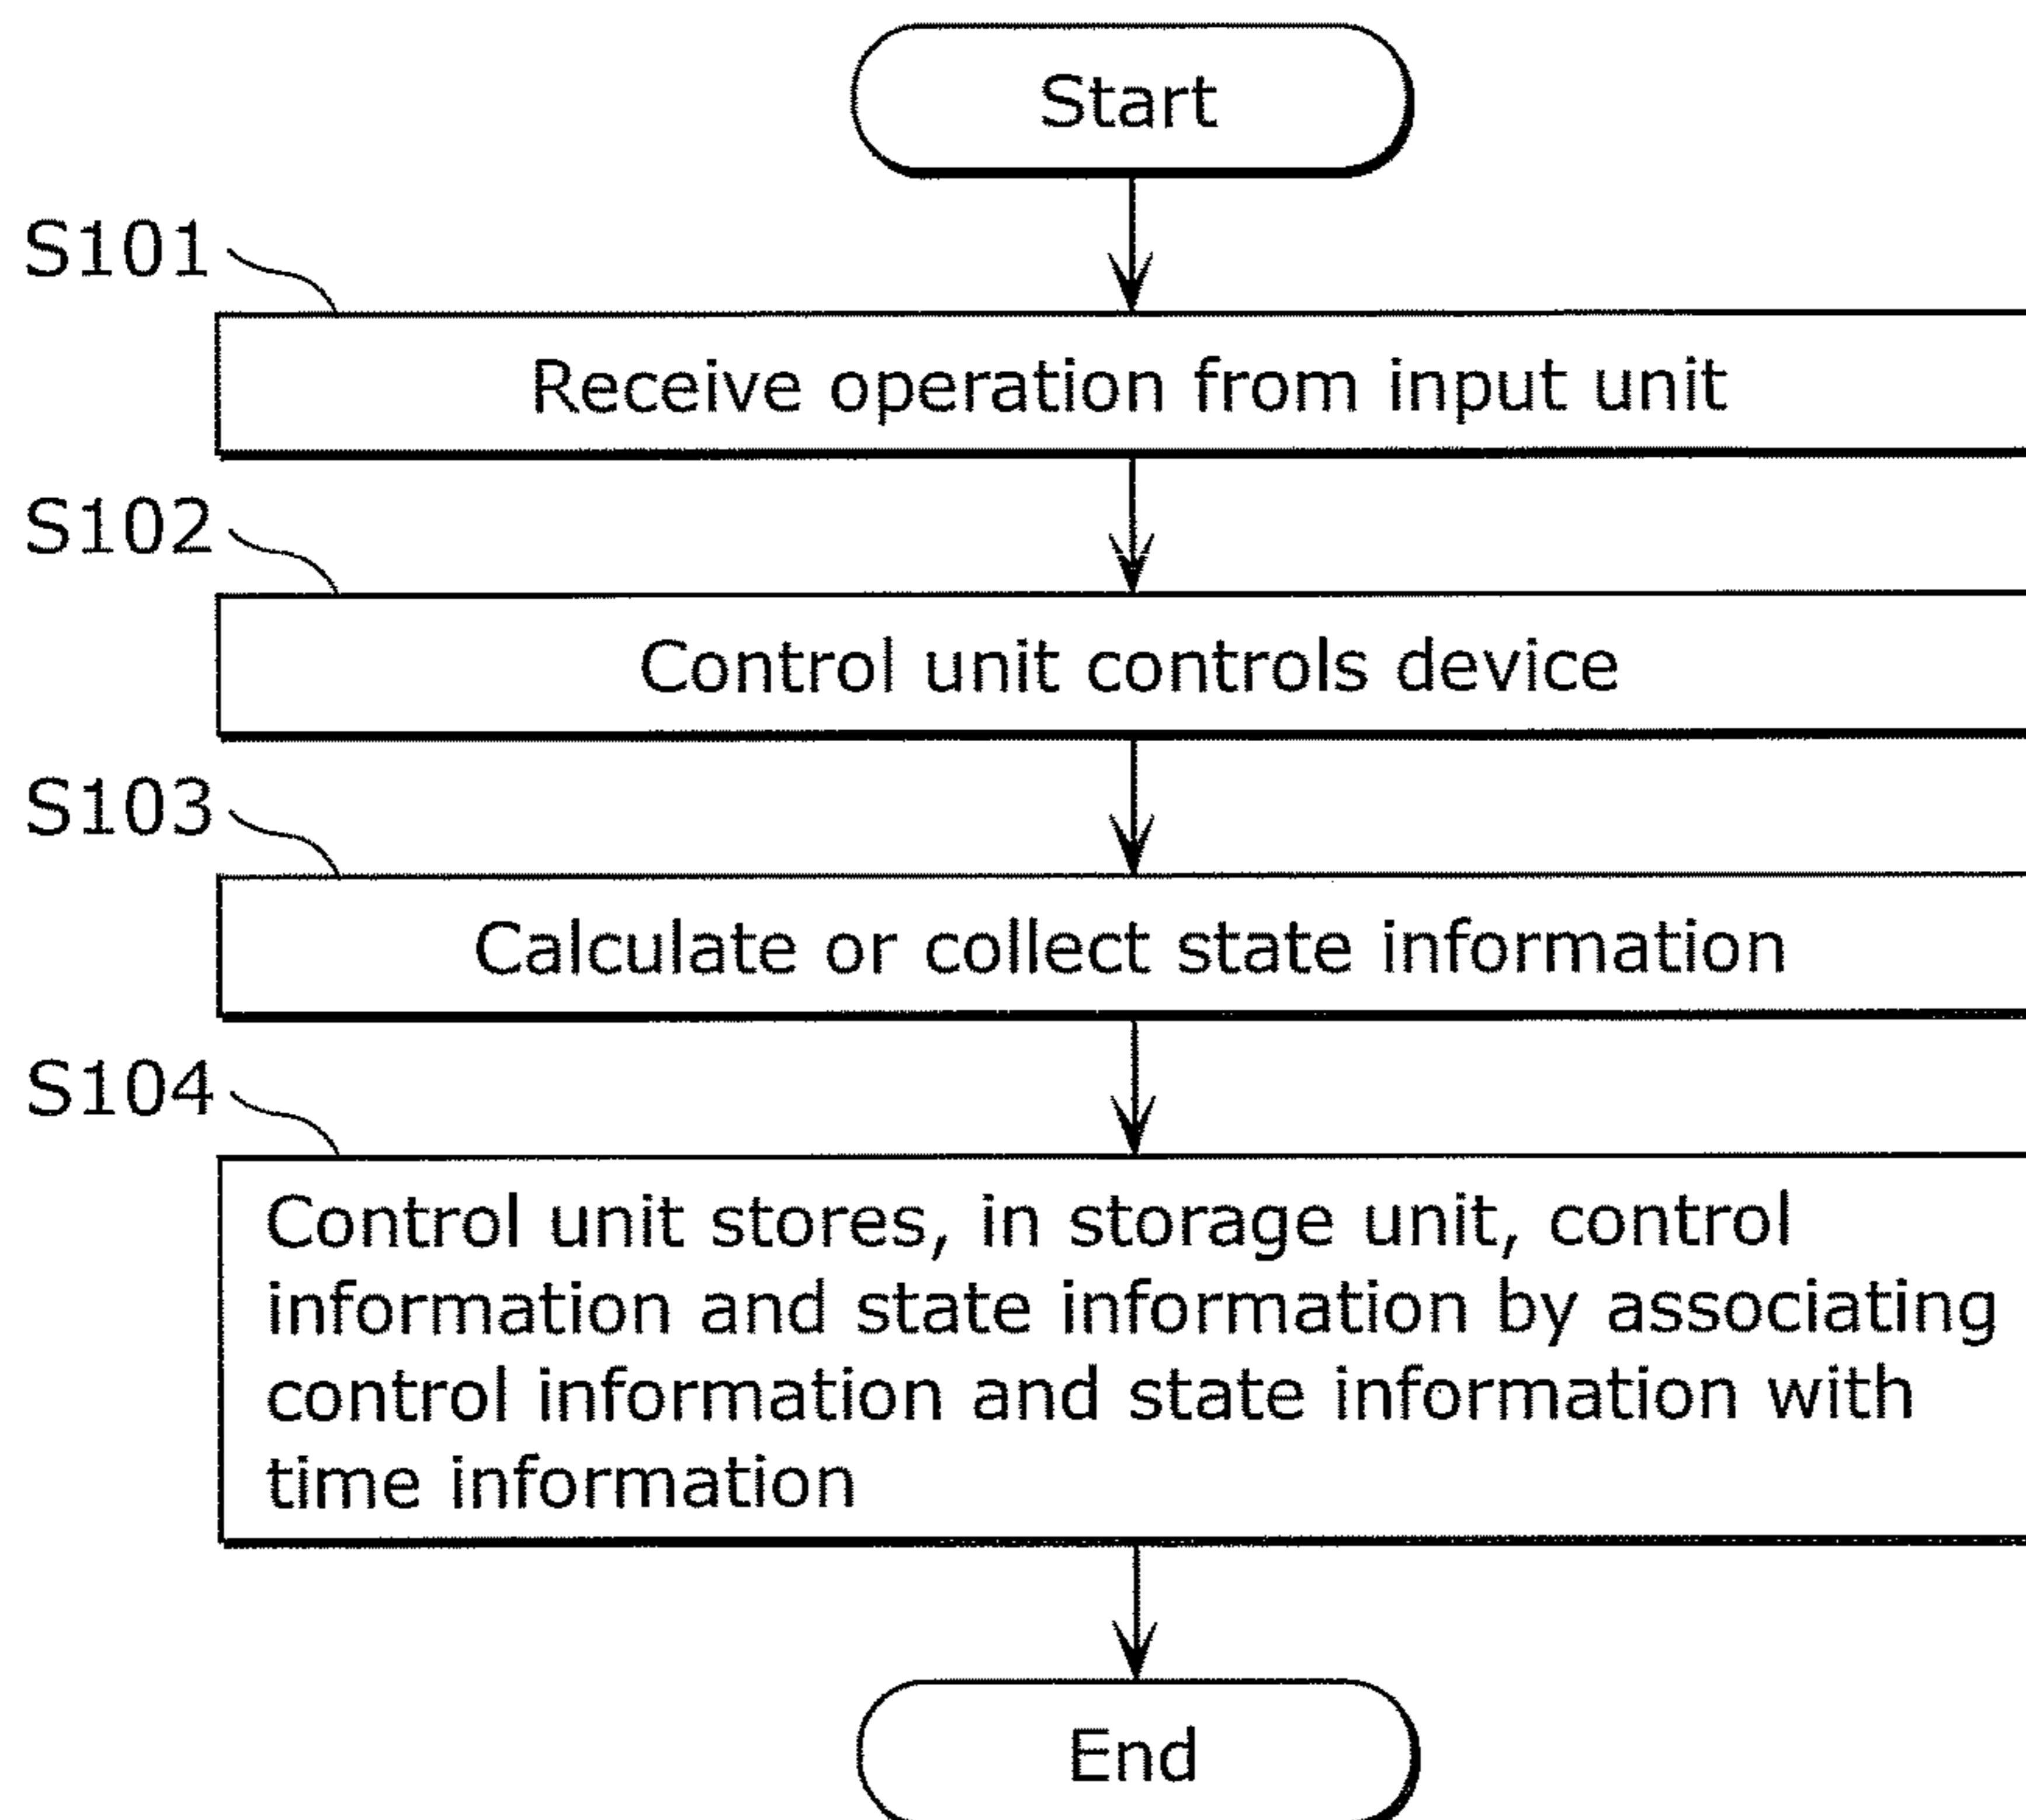 Start
S101
Receive operation from input unit
S102
Control unit controls device
S103
Calculate or collect state information
S104
Control unit stores, in storage unit, control
information and state information by associating
control information and state information with
time information
End